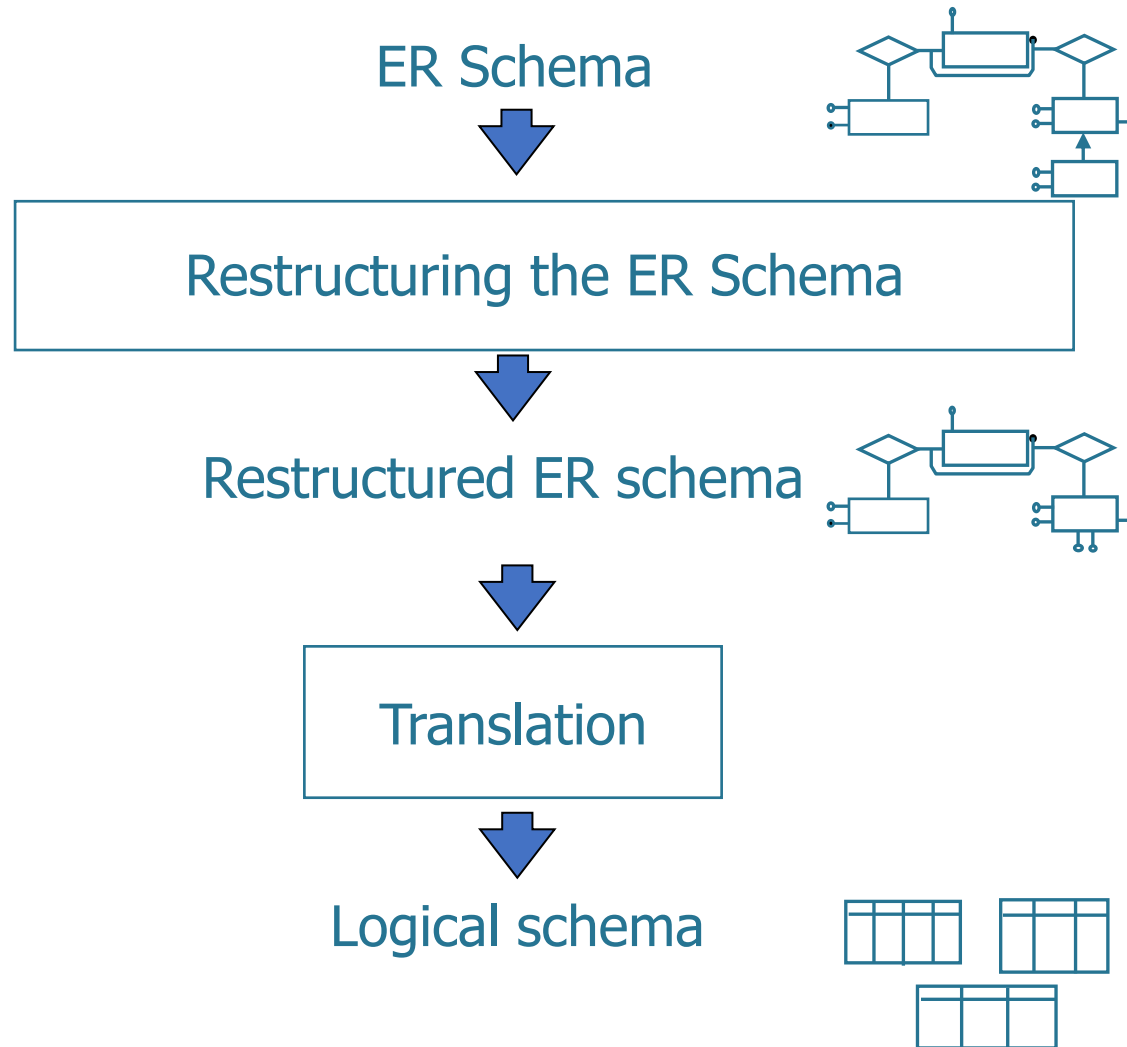 ER Schema
Restructuring the ER Schema
Restructured ER schema
Translation
Logical schema